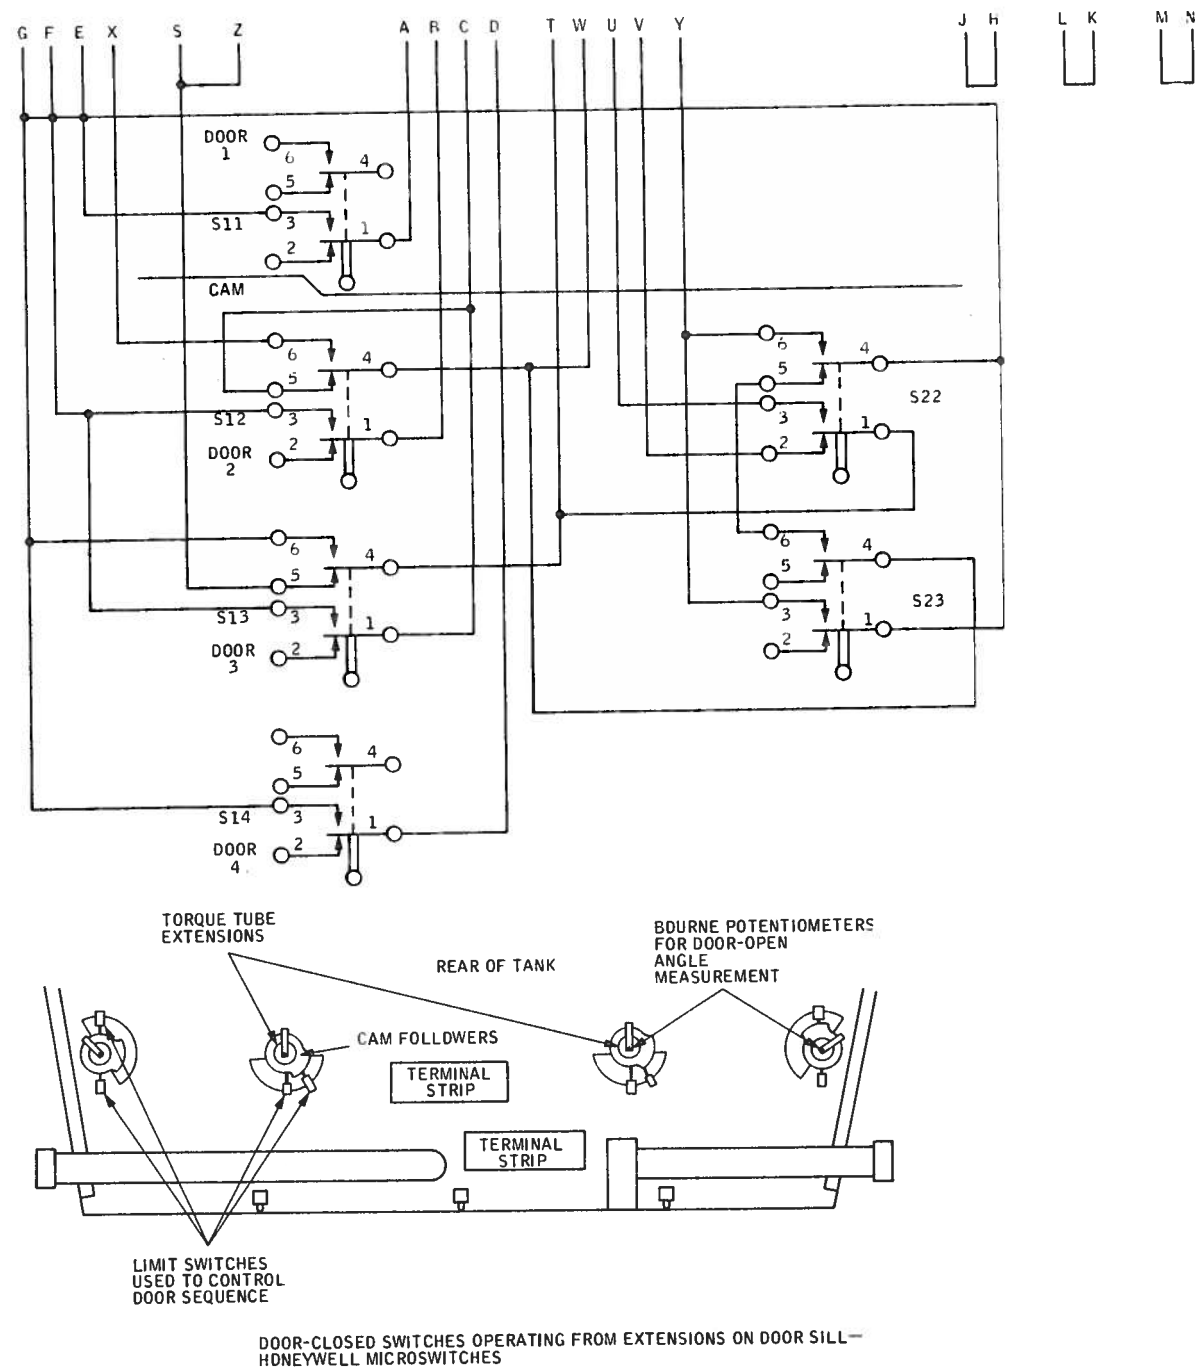 G F E X S Z A B C D T W U V Y J H L K M N
DOOR
1
6
4
5
S11
3
1
2
CAM
6
4
5
S12
3
1
DOOR
2
2
6
4
5
S22
3
1
2
6
4
5
S13
3
1
DOOR
3
2
6
4
5
S23
3
1
2
6
4
5
S14
3
1
DOOR
4
2
TORQUE TUBE
EXTENSIONS
REAR OF TANK
BOURNE POTENTIOMETERS
FOR DOOR-OPEN
ANGLE
MEASUREMENT
CAM FOLLOWERS
TERMINAL
STRIP
TERMINAL
STRIP
LIMIT SWITCHES
USED TO CONTROL
DOOR SEQUENCE
DOOR-CLOSED SWITCHES OPERATING FROM EXTENSIONS ON DOOR SILL—
HONEYWELL MICROSWITCHES